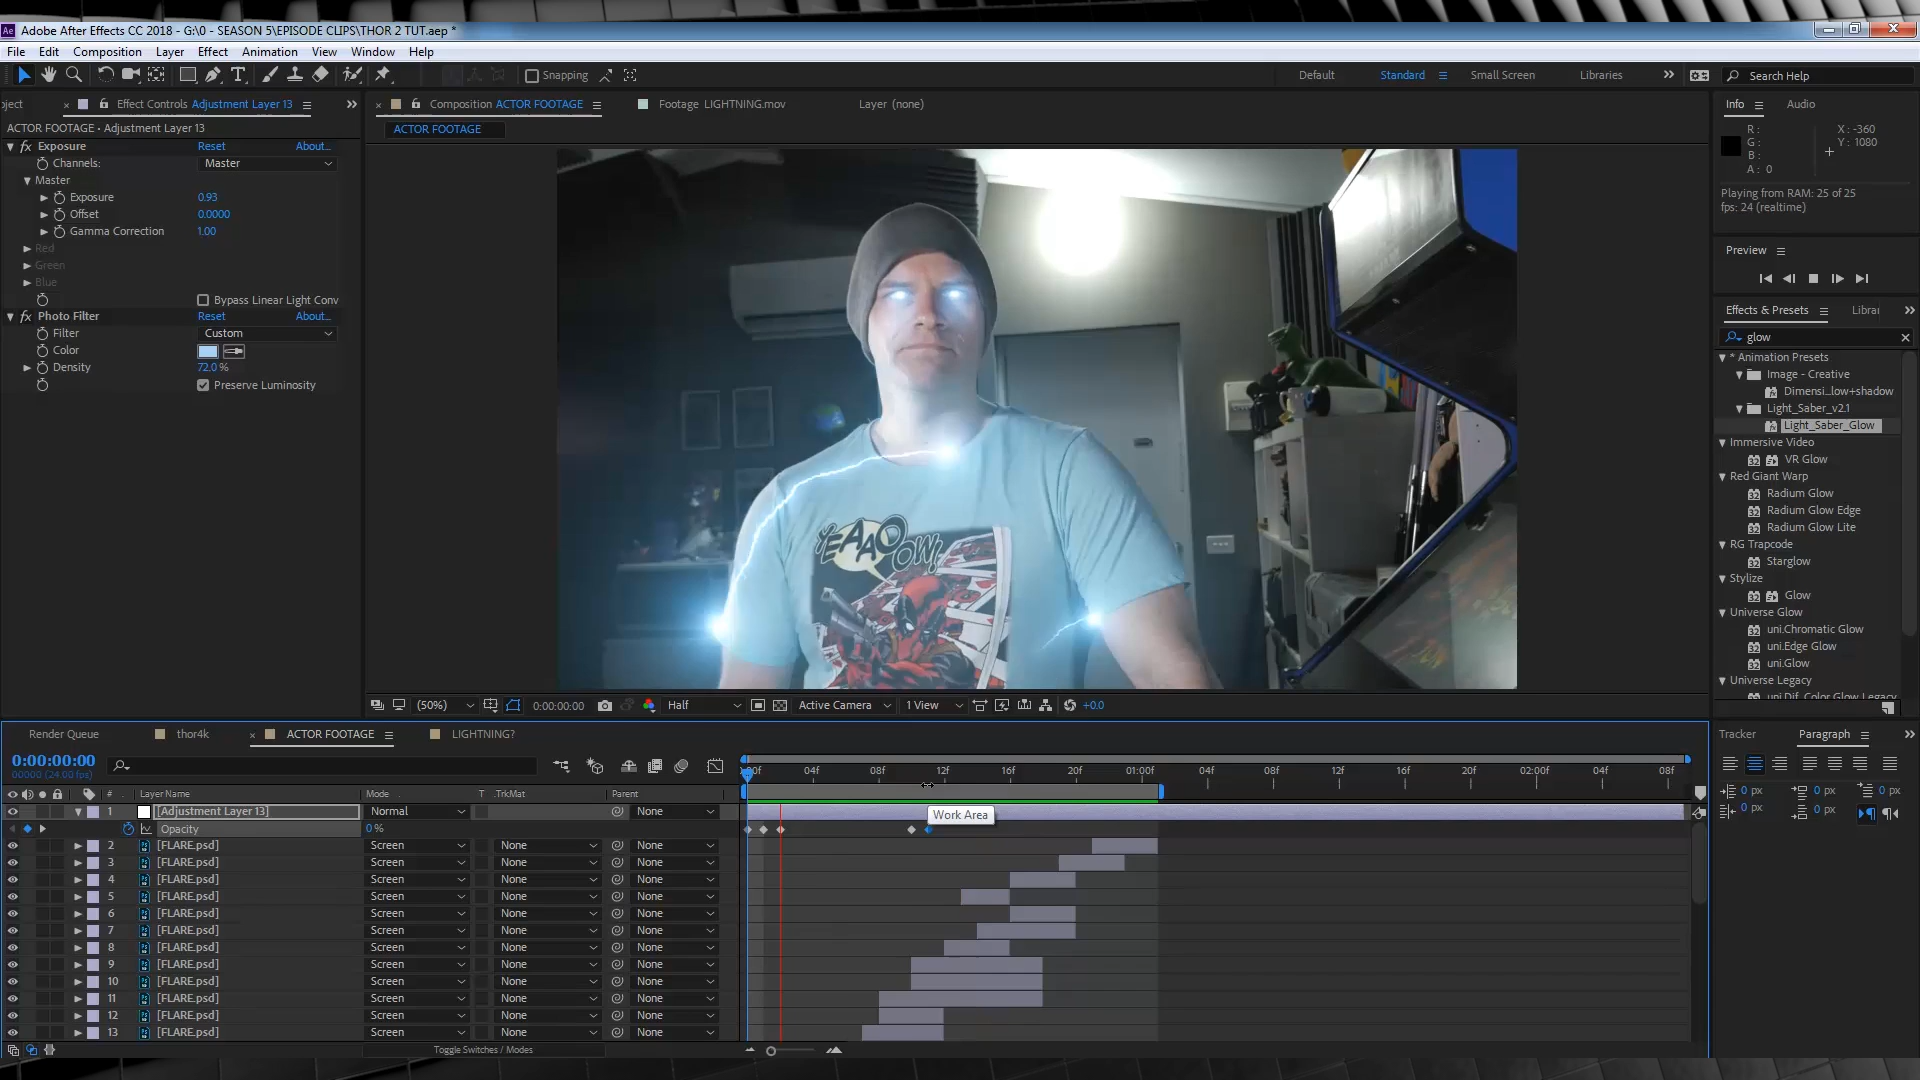 Adobe After Effects CC 2018 - G:\0 - SEASON 5\EPISODE CLIPS\THOR 2 TUT.aep *
File Edit Composition Layer Effect Animation View Window Help
Snapping Default Standard Small Screen Libraries Search Help
oject Effect Controls Adjustment Layer 13
Composition ACTOR FOOTAGE Footage LIGHTNING.mov Layer (none)
Info Audio
ACTOR FOOTAGE • Adjustment Layer 13
ACTOR FOOTAGE
Exposure Reset About...
Channels: Master
Master
Exposure 0.93
Offset 0.0000
Gamma Correction 1.00
Red
Green
Blue
Bypass Linear Light Conv
Photo Filter Reset About...
Filter Custom
Color
Density 72.0 %
Preserve Luminosity
YEAAOOOW!
R :
G :
B :
A : 0
X : -360
Y : 1080
Playing from RAM: 25 of 25
fps: 24 (realtime)
Preview
Effects & Presets Librai
glow
* Animation Presets
Image - Creative
Dimensi...low+shadow
Light_Saber_v2.1
Light_Saber_Glow
Immersive Video
VR Glow
Red Giant Warp
Radium Glow
Radium Glow Edge
Radium Glow Lite
RG Trapcode
Starglow
Stylize
Glow
Universe Glow
uni.Chromatic Glow
uni.Edge Glow
uni.Glow
Universe Legacy
uni.Dif. Color Glow Legacy
(50%) 0:00:00:00 Half Active Camera 1 View +0.0
Render Queue thor4k ACTOR FOOTAGE LIGHTNING?
Tracker Paragraph
0:00:00:00
00000 (24.00 fps)
:00f 04f 08f 12f 16f 20f 01:00f 04f 08f 12f 16f 20f 02:00f 04f 08f
0 px 0 px 0 px
0 px 0 px
# Layer Name Mode T .TrkMat Parent
1 [Adjustment Layer 13] Normal None
Work Area
Opacity 0 %
2 [FLARE.psd] Screen None None
3 [FLARE.psd] Screen None None
4 [FLARE.psd] Screen None None
5 [FLARE.psd] Screen None None
6 [FLARE.psd] Screen None None
7 [FLARE.psd] Screen None None
8 [FLARE.psd] Screen None None
9 [FLARE.psd] Screen None None
10 [FLARE.psd] Screen None None
11 [FLARE.psd] Screen None None
12 [FLARE.psd] Screen None None
13 [FLARE.psd] Screen None None
Toggle Switches / Modes